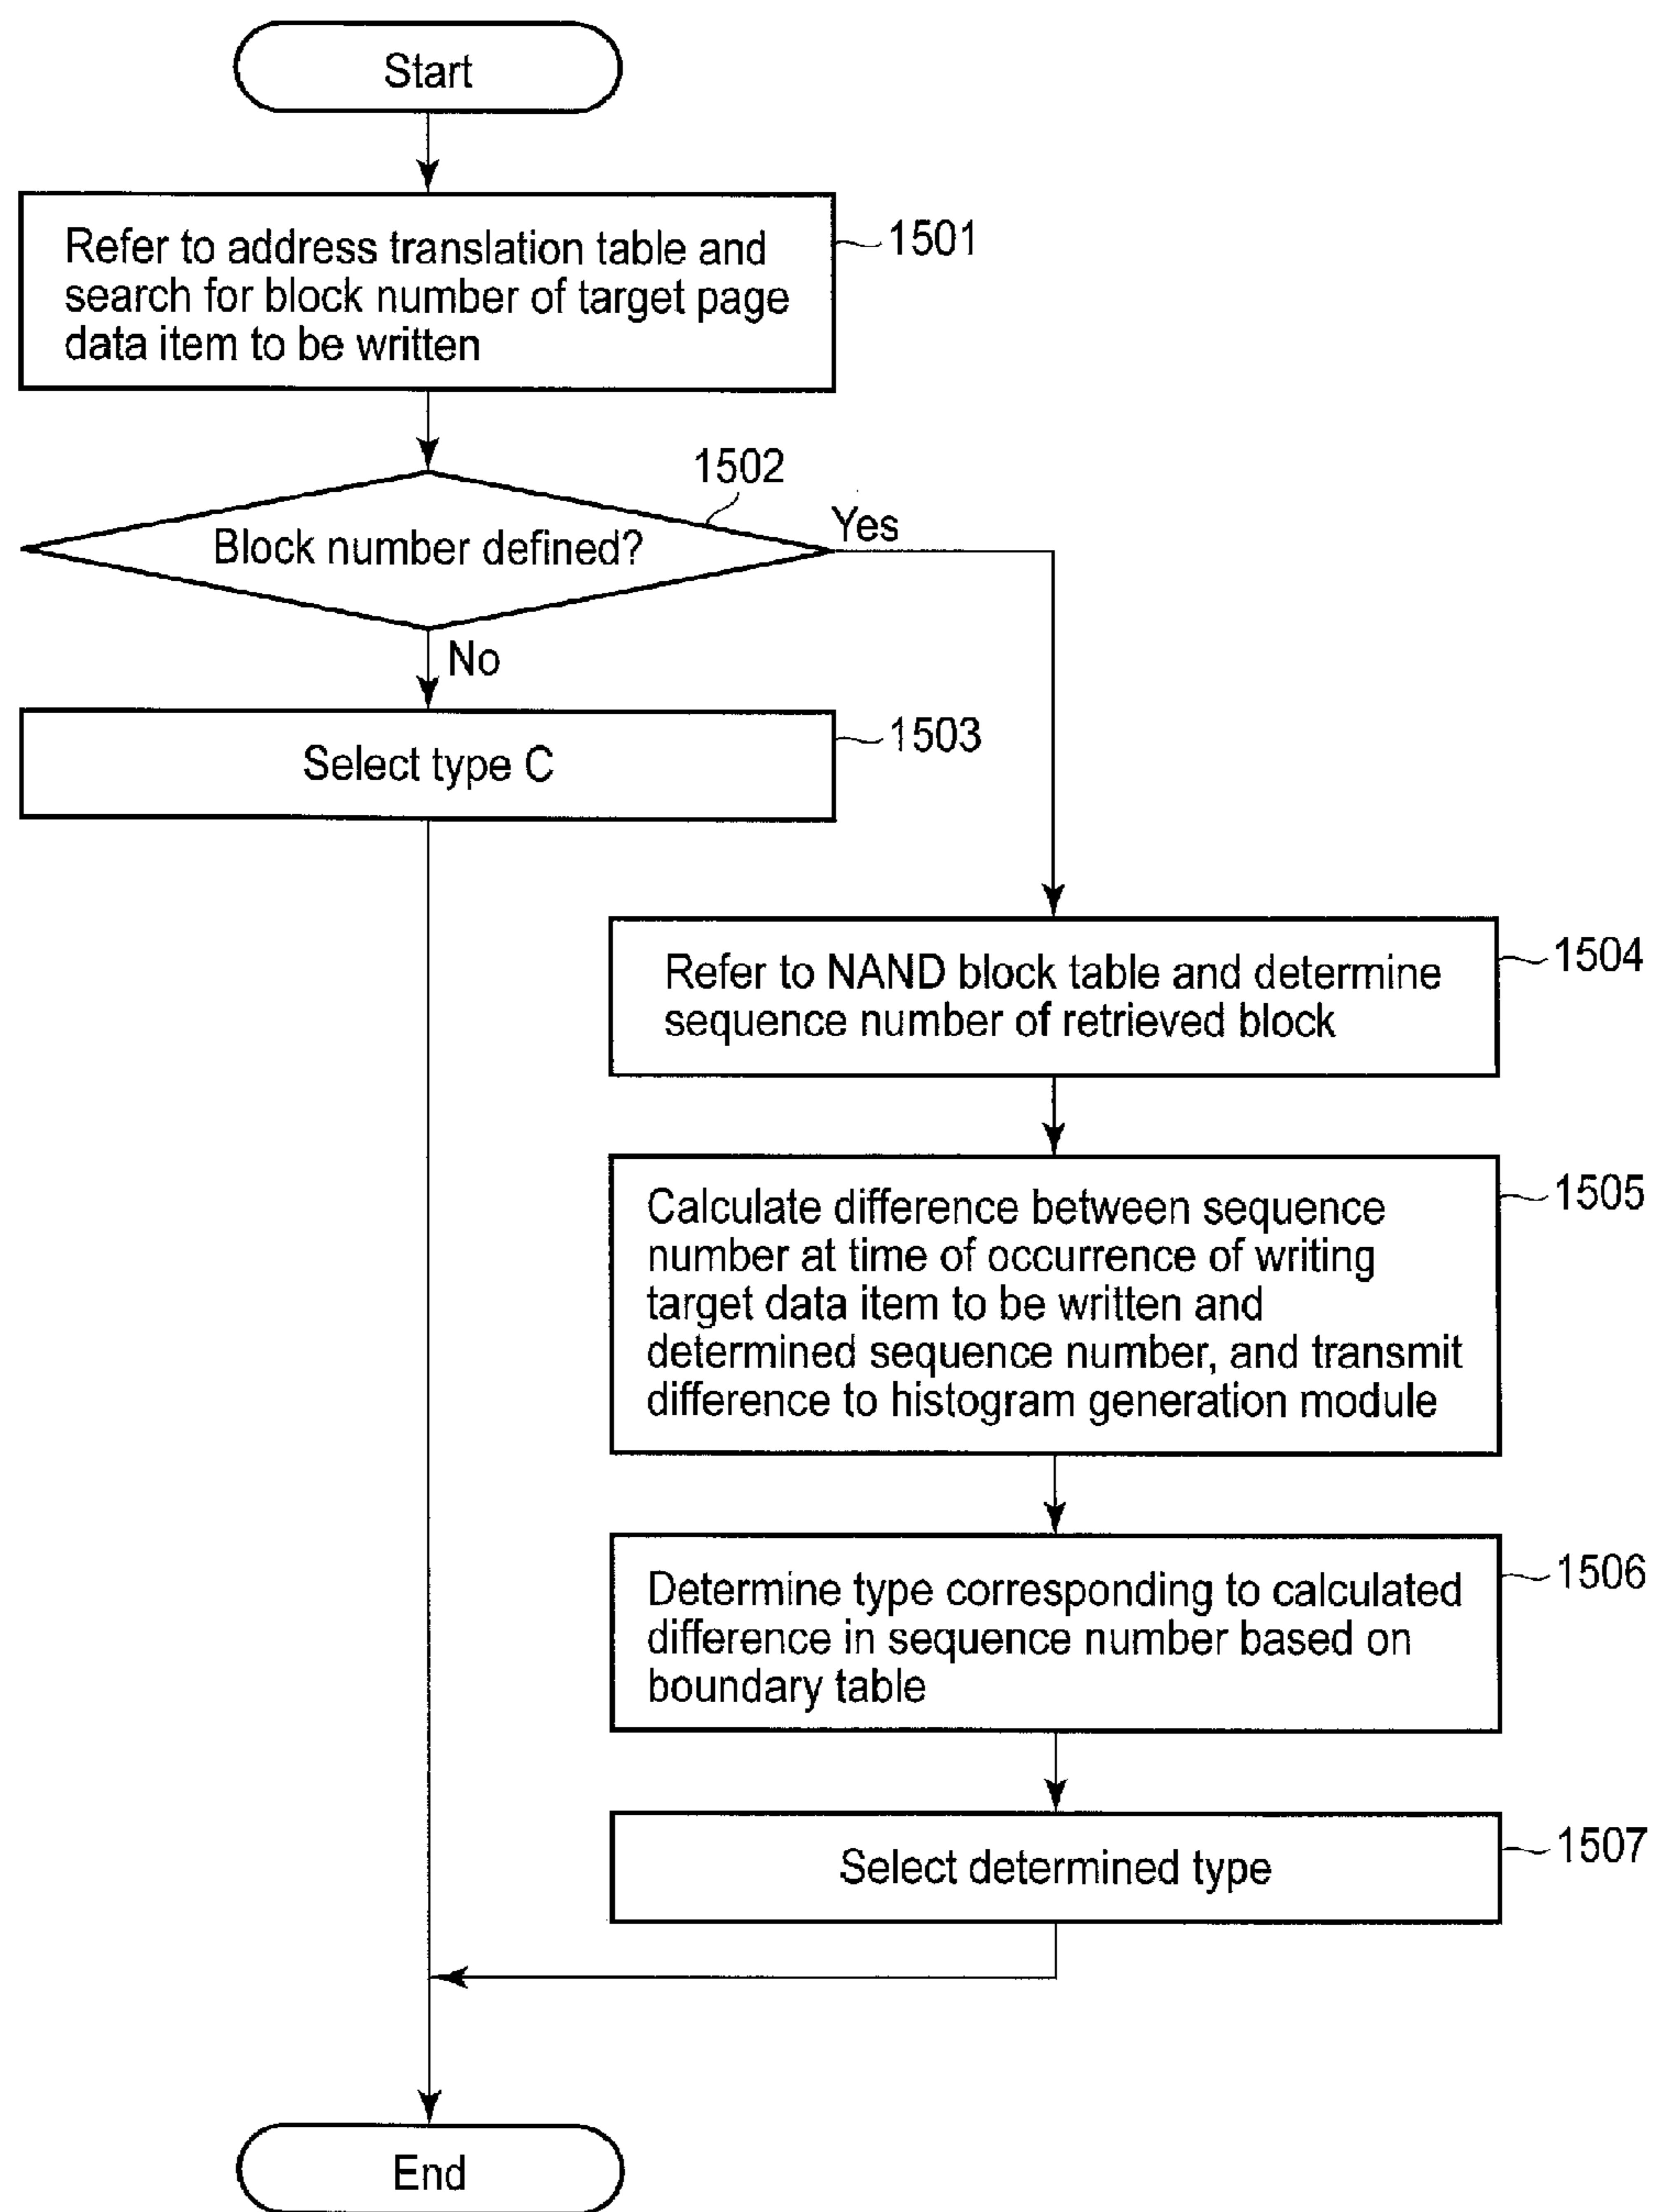 Start
Refer to address translation table and
search for block number of target page
data item to be written
1501
1502
Block number defined?
Yes
No
Select type C
1503
Refer to NAND block table and determine
sequence number of retrieved block
1504
Calculate difference between sequence
number at time of occurrence of writing
target data item to be written and
determined sequence number, and transmit
difference to histogram generation module
1505
Determine type corresponding to calculated
difference in sequence number based on
boundary table
1506
Select determined type
1507
End